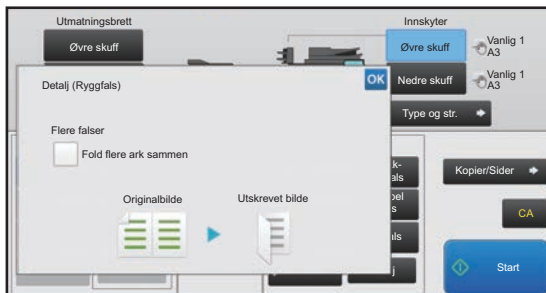 Utmatningsbrett
Innskyter
Øvre skuff
Øvre skuff
Vanlig 1
A3
Nedre skuff
Vanlig 1
A3
Type og str.
Detalj (Ryggfals)
OK
Flere falser
Fold flere ark sammen
Originalbilde
Utskrevet bilde
Kopier/Sider
CA
Start